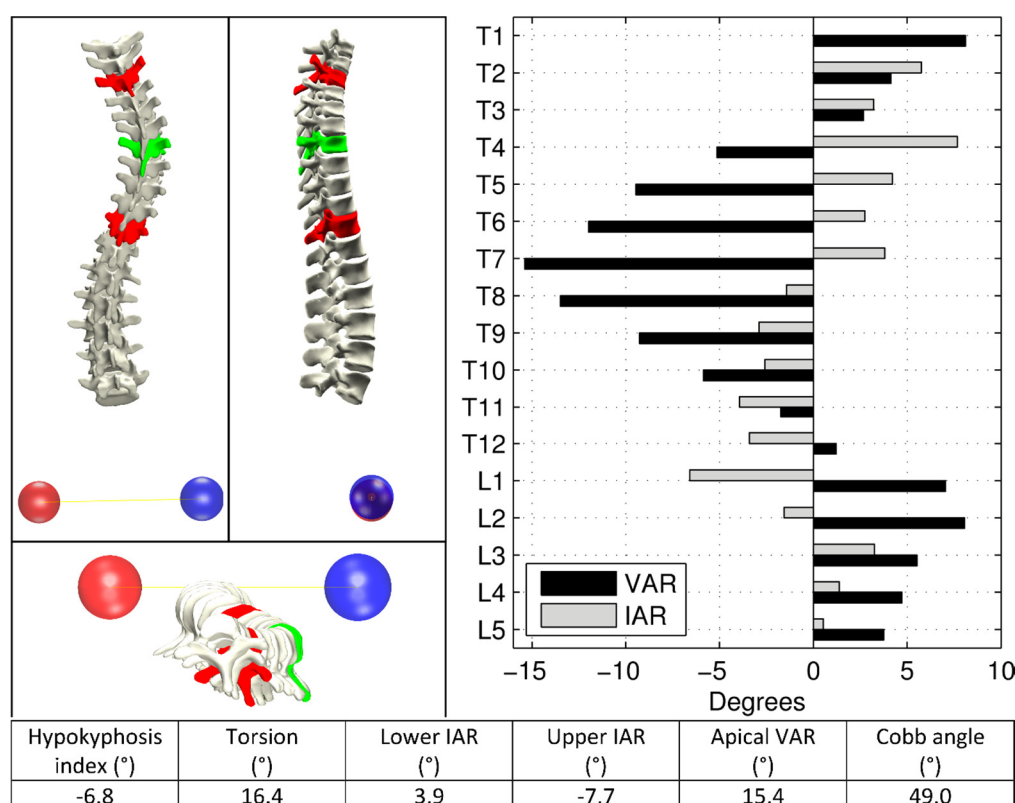 T1
T2
T3
T4
T5
T6
T7
T8
T9
T10
T11
T12
L1
L2
L3
L4
L5
VAR
IAR
−15 −10 −5 0 5 10
Degrees
Hypokyphosis index (°) Torsion (°) Lower IAR (°) Upper IAR (°) Apical VAR (°) Cobb angle (°)
-6.8 16.4 3.9 -7.7 15.4 49.0